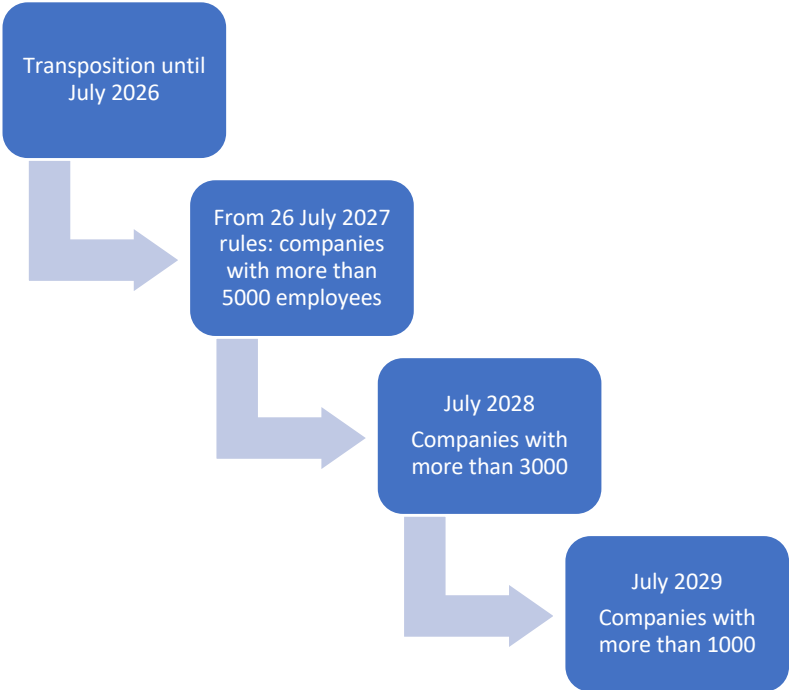 Transposition until
July 2026
From 26 July 2027
rules: companies
with more than
5000 employees
July 2028
Companies with
more than 3000
July 2029
Companies with
more than 1000